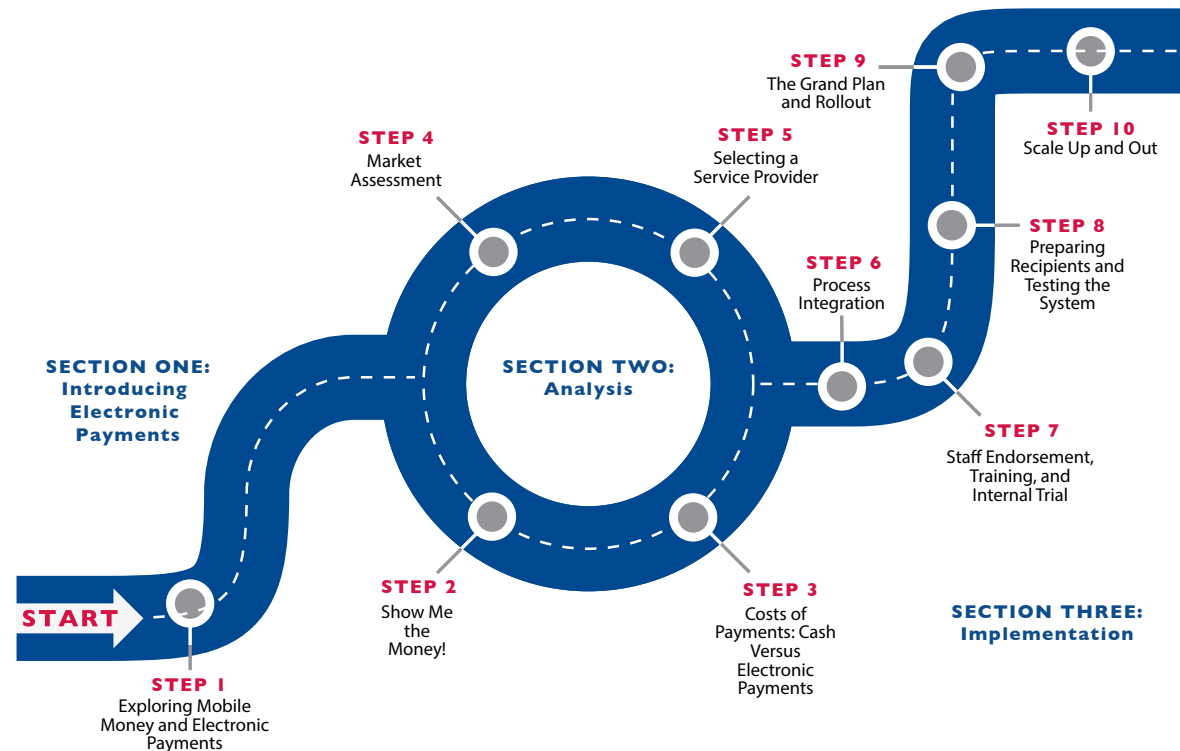 START
STEP 1
Exploring Mobile
Money and Electronic
Payments
SECTION ONE:
Introducing
Electronic
Payments
STEP 2
Show Me
the
Money!
STEP 3
Costs of
Payments: Cash
Versus
Electronic
Payments
STEP 4
Market
Assessment
STEP 5
Selecting a
Service Provider
SECTION TWO:
Analysis
STEP 6
Process
Integration
STEP 7
Staff Endorsement,
Training, and
Internal Trial
STEP 8
Preparing
Recipients and
Testing the
System
STEP 9
The Grand Plan
and Rollout
STEP 10
Scale Up and Out
SECTION THREE:
Implementation